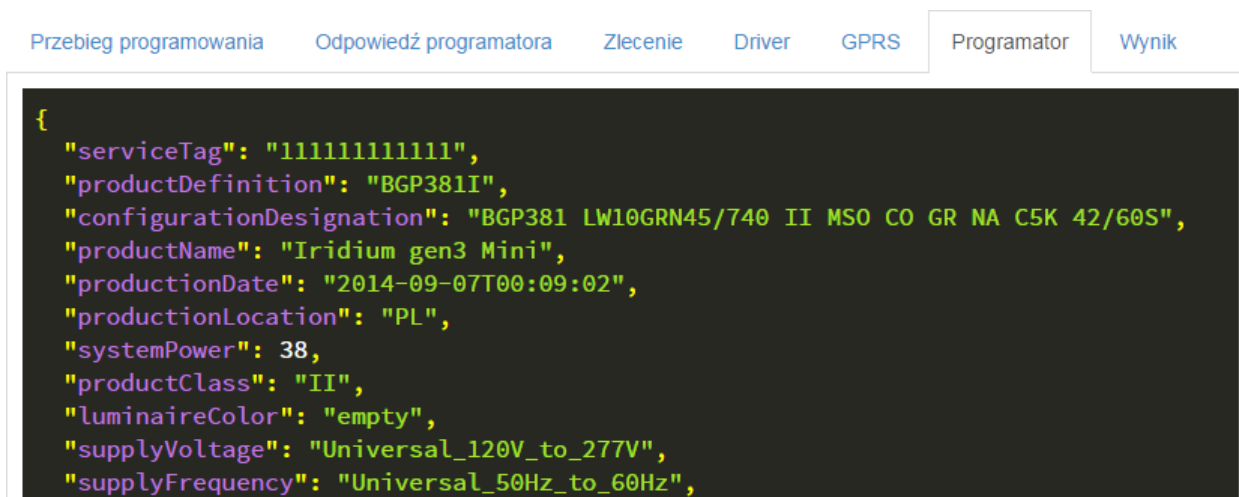 Przebieg programowania Odpowiedź programatora Zlecenie Driver GPRS Programator Wynik
{
"serviceTag": "111111111111",
"productDefinition": "BGP381I",
"configurationDesignation": "BGP381 LW10GRN45/740 II MSO CO GR NA C5K 42/60S",
"productName": "Iridium gen3 Mini",
"productionDate": "2014-09-07T00:09:02",
"productionLocation": "PL",
"systemPower": 38,
"productClass": "II",
"luminaireColor": "empty",
"supplyVoltage": "Universal_120V_to_277V",
"supplyFrequency": "Universal_50Hz_to_60Hz",